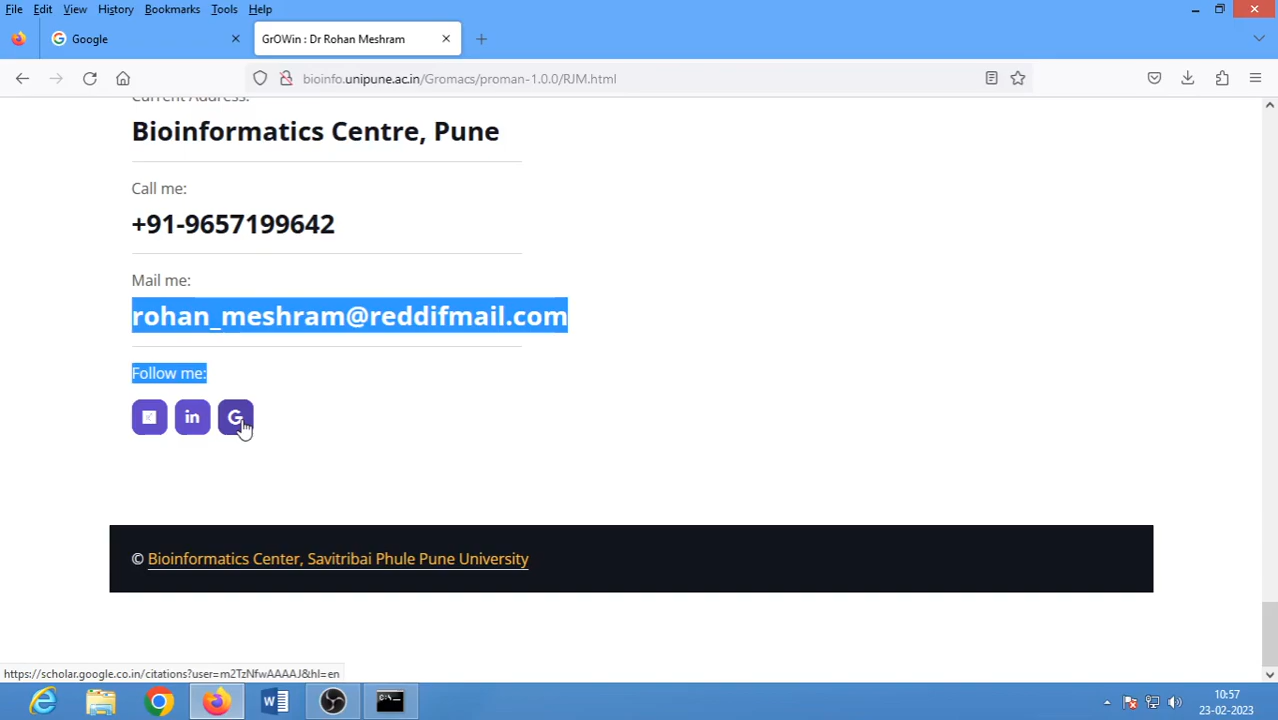 File Edit View History Bookmarks Tools Help
Google
GrOWin : Dr Rohan Meshram
bioinfo.unipune.ac.in/Gromacs/proman-1.0.0/RJM.html
Current Address:
Bioinformatics Centre, Pune
Call me:
+91-9657199642
Mail me:
rohan_meshram@reddifmail.com
Follow me:
in G
© Bioinformatics Center, Savitribai Phule Pune University
https://scholar.google.co.in/citations?user=m2TzNfwAAAAJ&hl=en
10:57
23-02-2023